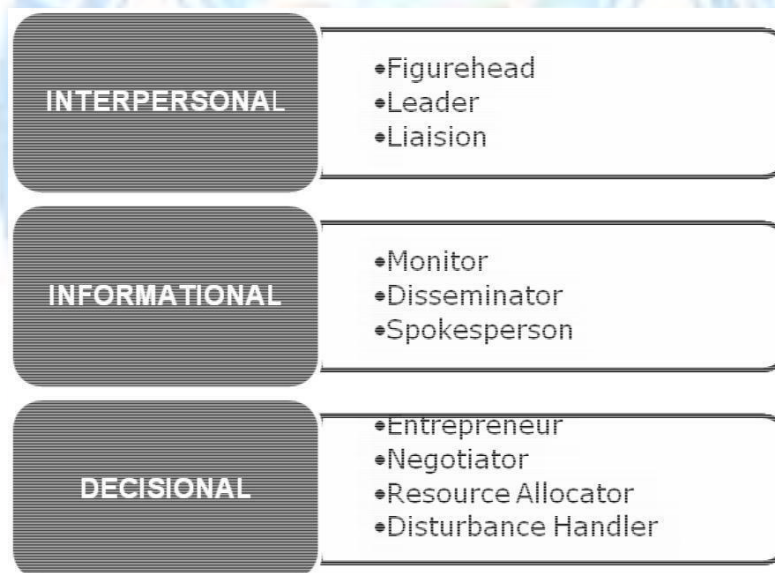 INTERPERSONAL
•Figurehead
•Leader
•Liaision
INFORMATIONAL
•Monitor
•Disseminator
•Spokesperson
DECISIONAL
•Entrepreneur
•Negotiator
•Resource Allocator
•Disturbance Handler